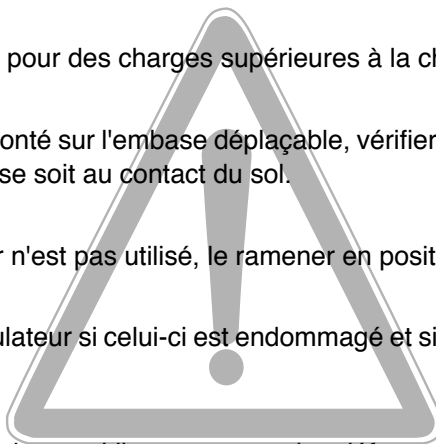 pour des charges supérieures à la ch
onté sur l'embase déplaçable, vérifier
se soit au contact du sol.
r n'est pas utilisé, le ramener en posit
ulateur si celui-ci est endommagé et si